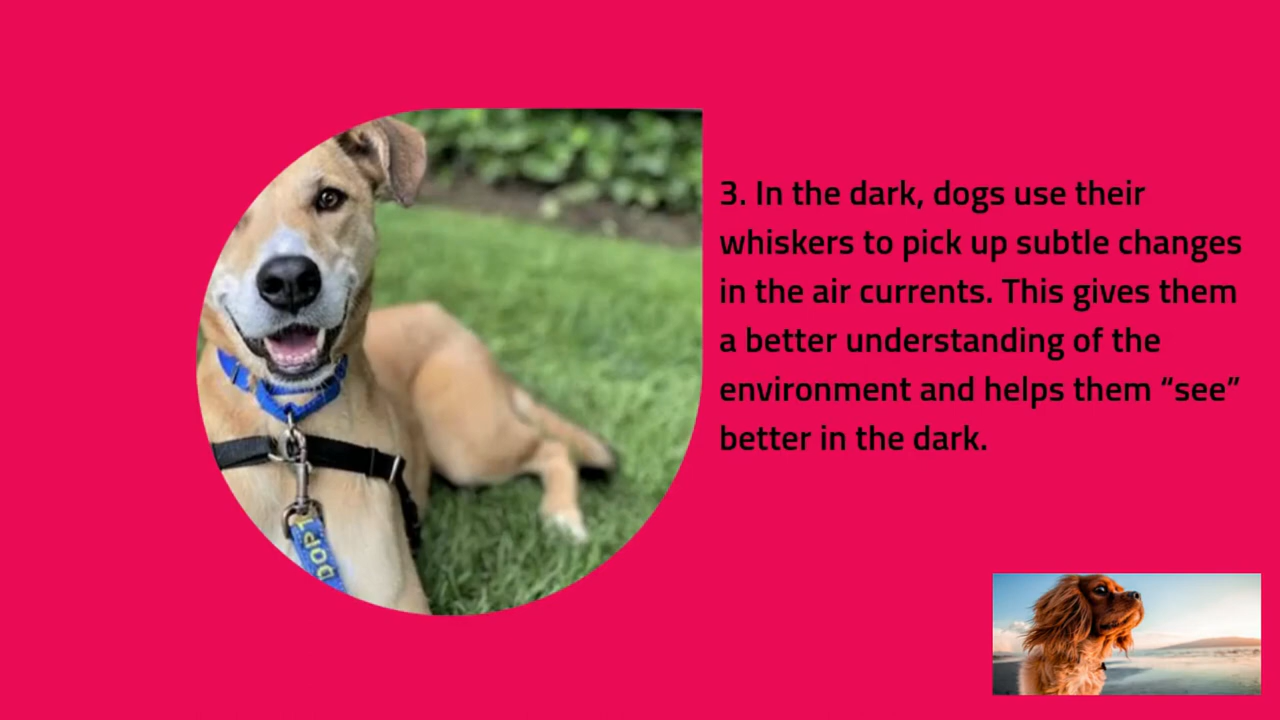 3. In the dark, dogs use their
whiskers to pick up subtle changes
in the air currents. This gives them
a better understanding of the
environment and helps them “see”
better in the dark.
DOPT